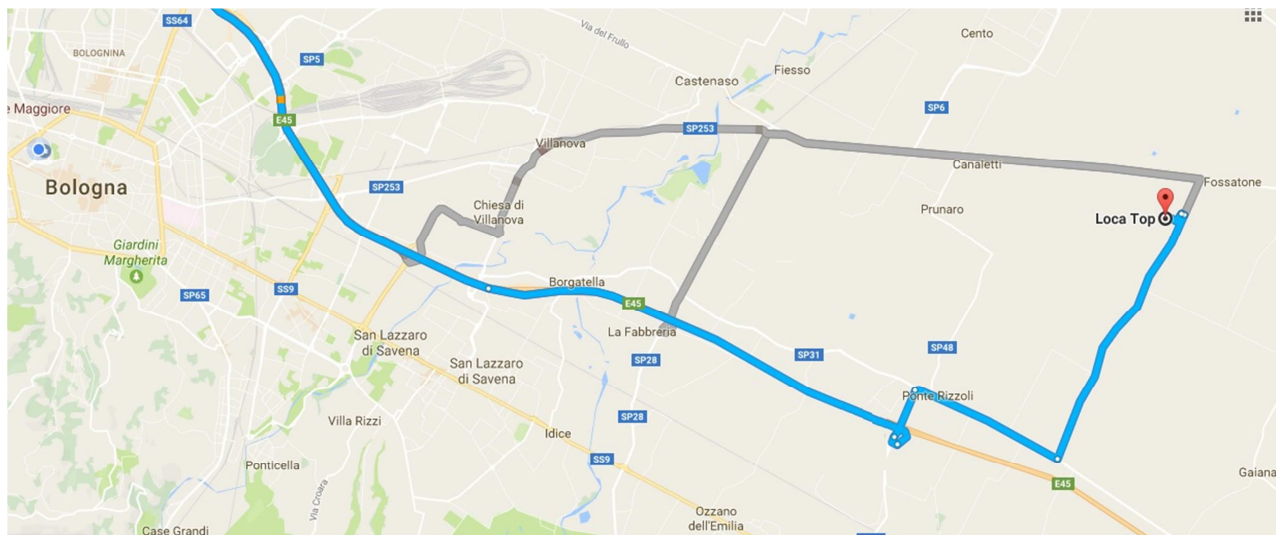 SS64
Via del Frullo
Cento
BOLOGNINA
SP5
Fiesso
Castenaso
e Maggiore
SP6
E45
SP253
Villanova
Canaletti
Bologna
SP253
Fossatone
Chiesa di
Villanova
Prunaro
Loca Top
Giardini
Margherita
Borgatella
SP65
SS9
E45
La Fabbreria
San Lazzaro
di Savena
SP31
SP48
SP28
San Lazzaro
di Savena
Ponte Rizzoli
Villa Rizzi
SP28
Idice
SS9
Ponticella
Gaiana
E45
Via Croara
Ozzano
dell'Emilia
Case Grandi